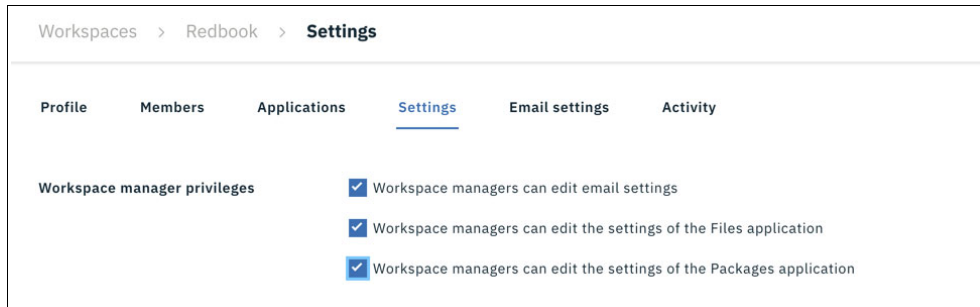 Workspaces > Redbook > Settings
Profile Members Applications Settings Email settings Activity
Workspace manager privileges Workspace managers can edit email settings
Workspace managers can edit the settings of the Files application
Workspace managers can edit the settings of the Packages application